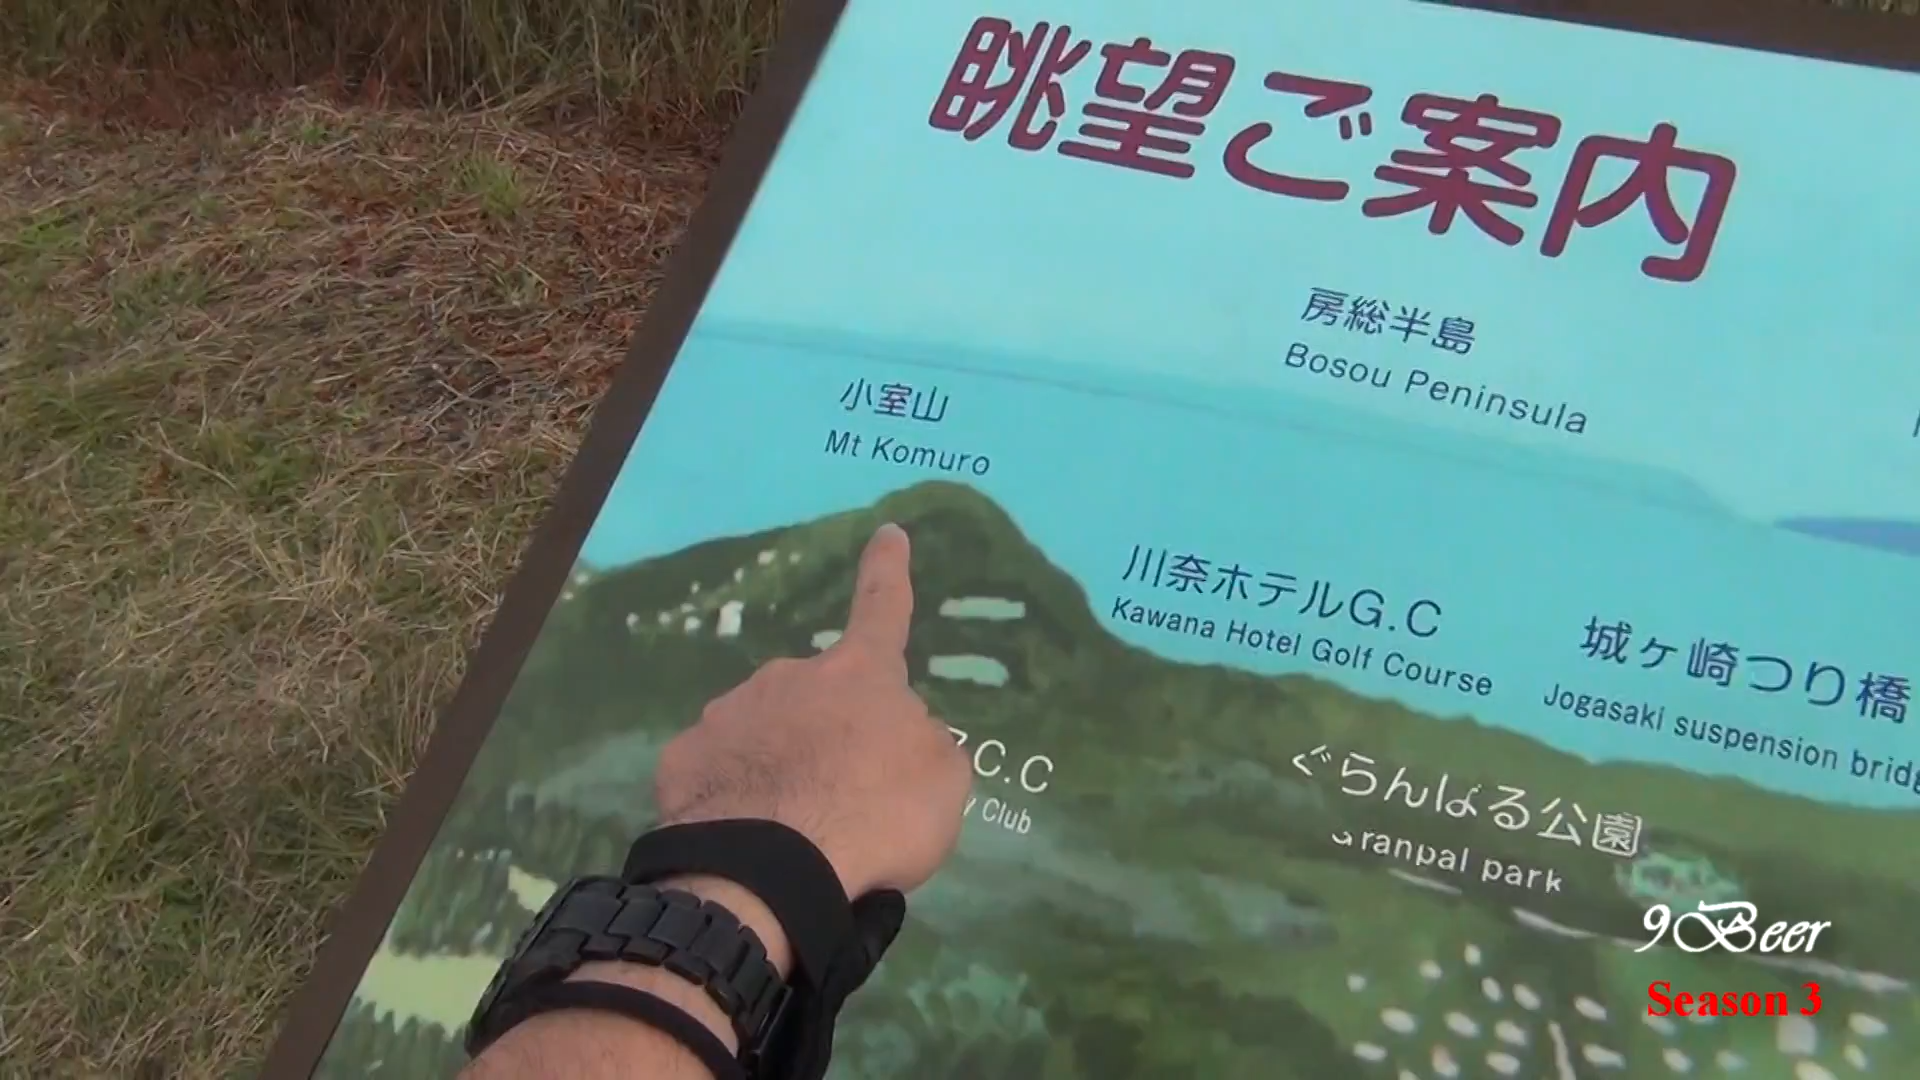 眺望ご案内
房総半島
Bosou Peninsula
小室山
Mt Komuro
川奈ホテルG.C
Kawana Hotel Golf Course
城ヶ崎つり橋
Jogasaki suspension
C.C
Club
ぐらんぱる公園
Granpal park
9Beer
Season 3